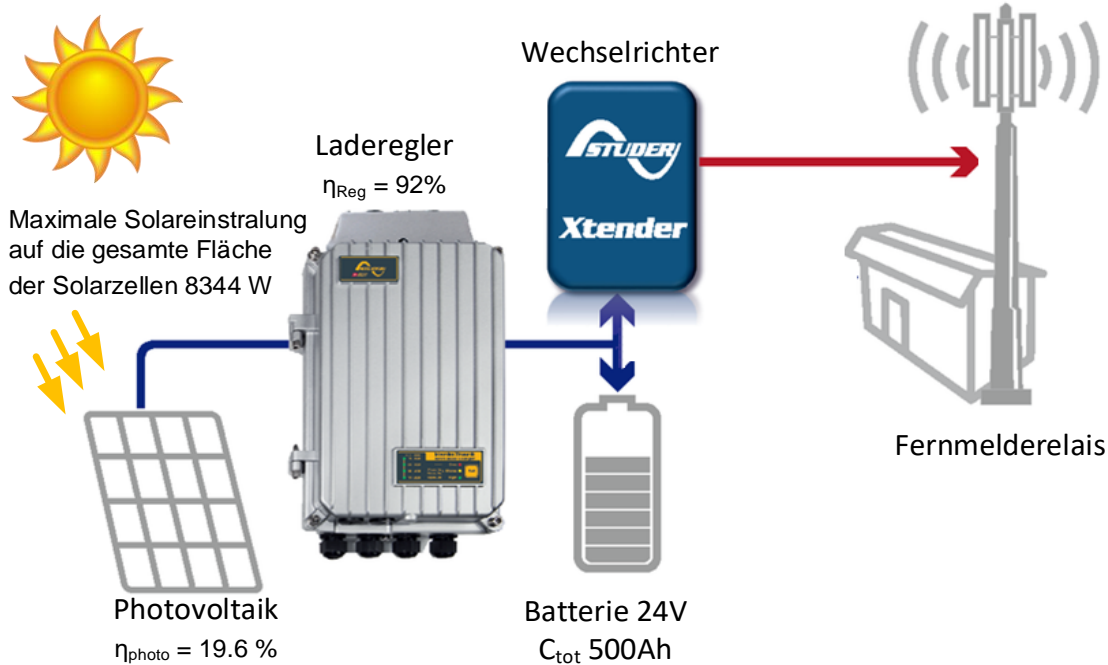 Wechselrichter
Laderegler
ηReg = 92%
Maximale Solareinstralung
auf die gesamte Fläche
der Solarzellen 8344 W
STUDER
Xtender
Fernmelderelais
Photovoltaik
ηphoto = 19.6 %
Batterie 24V
Ctot 500Ah